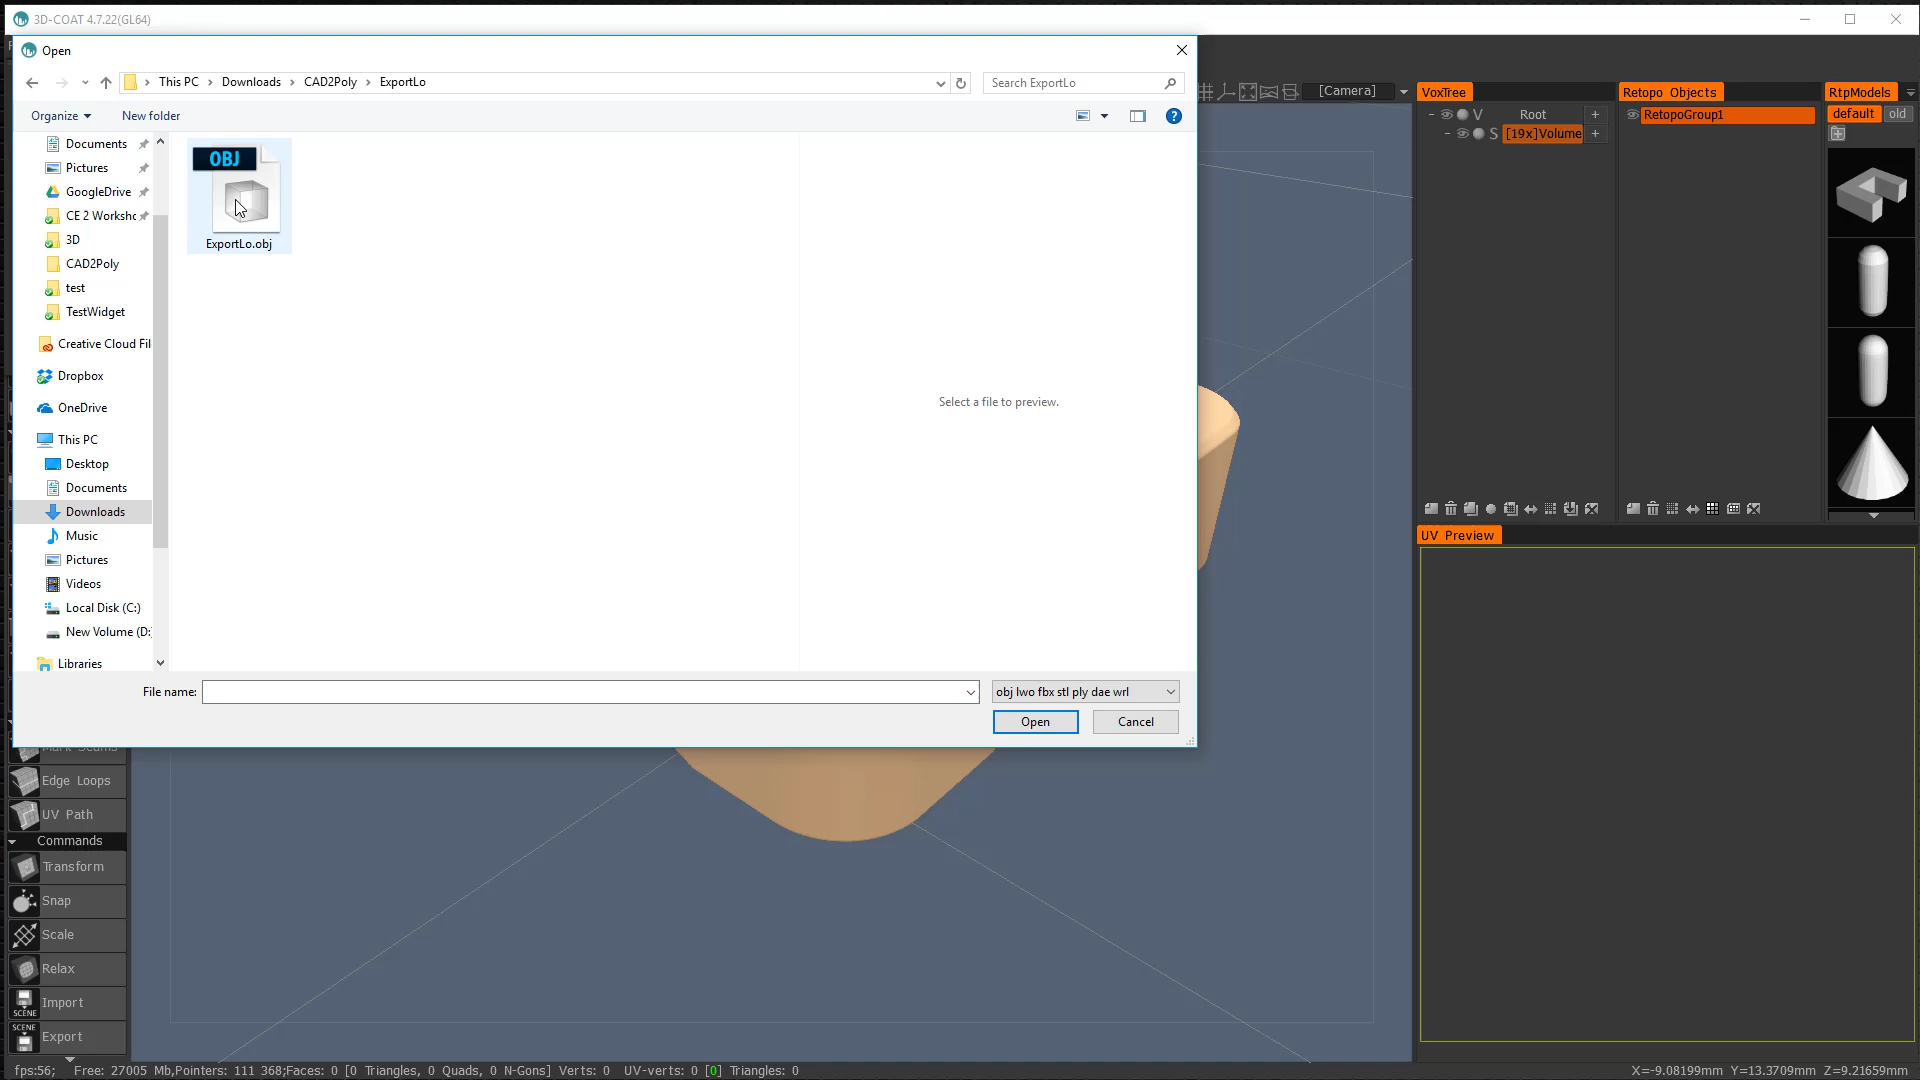 3D-COAT 4.7.22(GL64)
Open
This PC
Downloads
CAD2Poly
ExportLo
Search ExportLo
Organize
New folder
Documents
Pictures
GoogleDrive
CE 2 Worksho
3D
CAD2Poly
test
TestWidget
Creative Cloud Fil
Dropbox
OneDrive
This PC
Desktop
Documents
Downloads
Music
Pictures
Videos
Local Disk (C:)
New Volume (D:
Libraries
OBJ
ExportLo.obj
Select a file to preview.
File name:
obj lwo fbx stl ply dae wrl
Open
Cancel
[Camera]
VoxTree
V Root +
S [19x]Volume +
Retopo Objects
RetopoGroup1
RtpModels
default
old
UV Preview
Mark Seams
Edge Loops
UV Path
Commands
Transform
Snap
Scale
Relax
SCENE
Import
SCENE
Export
fps:56; Free: 27005 Mb,Pointers: 111 368;Faces: 0 [0 Triangles, 0 Quads, 0 N-Gons] Verts: 0 UV-verts: 0 [0] Triangles: 0
X=-9.08199mm Y=13.3709mm Z=9.21659mm